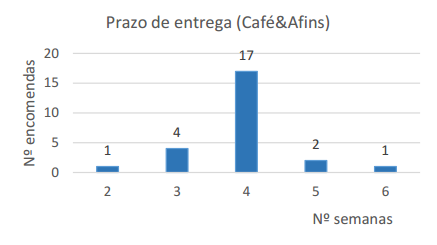 Prazo de entrega (Café&Afins)
Nº encomendas
20
15
10
5
0
1
4
17
2
1
2 3 4 5 6
Nº semanas